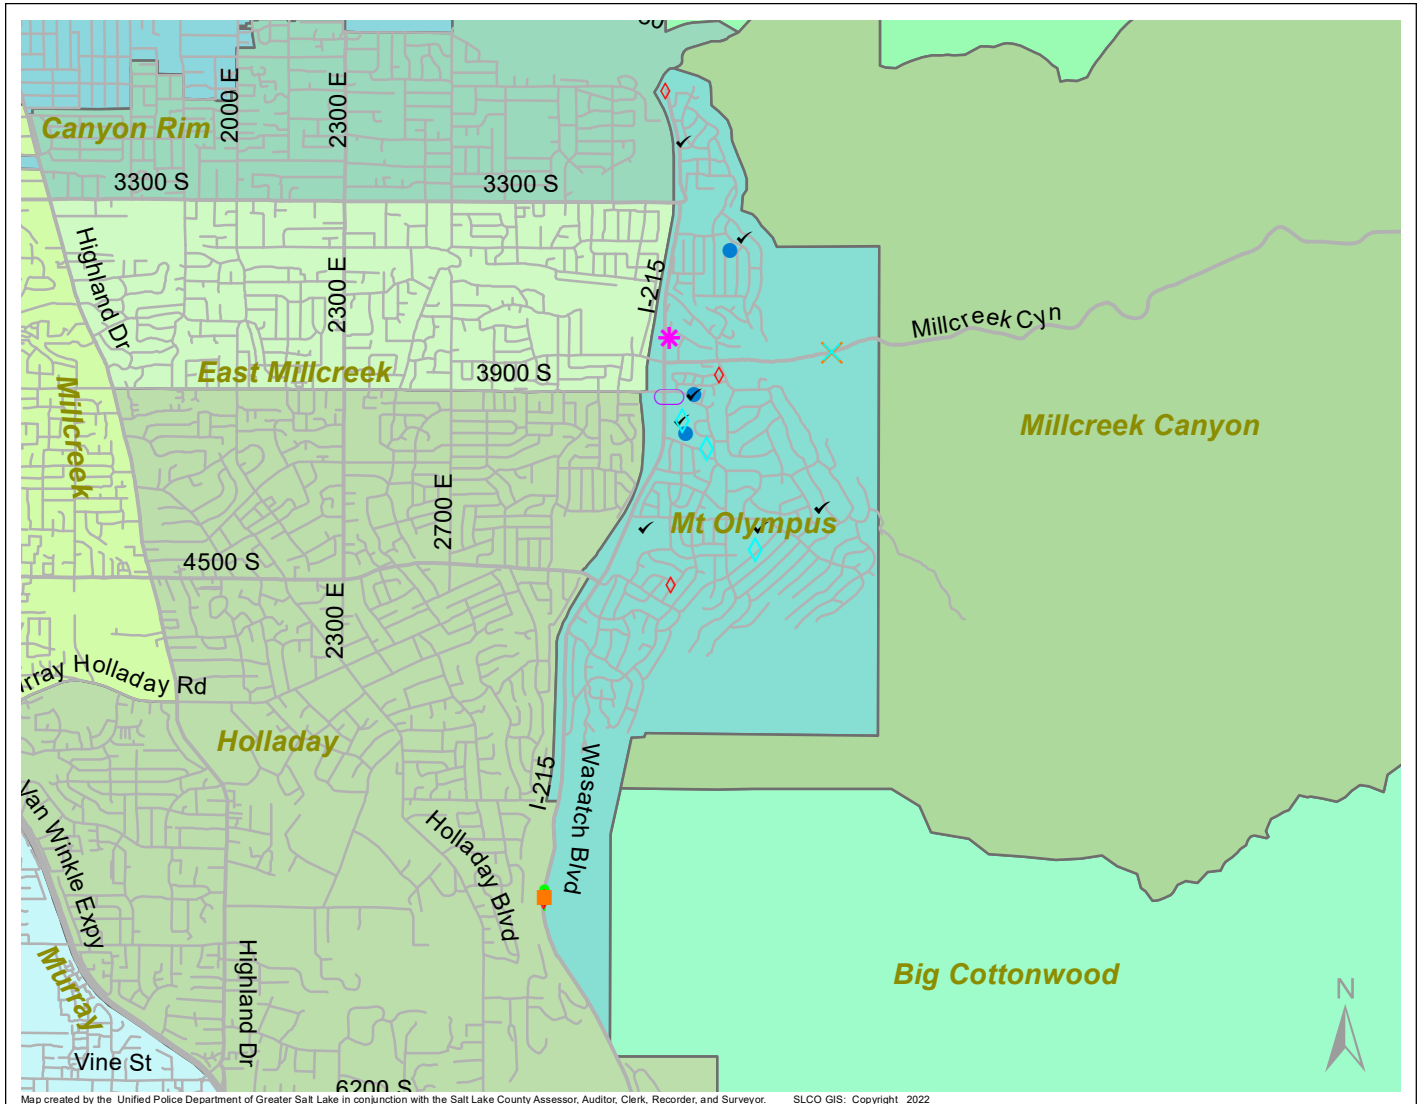 2000 E
2300 E
Canyon Rim
3300 S
3300 S
Highland Dr
2300 E
I-215
Millcreek Cyn
East Millcreek
3900 S
Millcreek
Millcreek Canyon
2700 E
Mt Olympus
4500 S
2300 E
rray Holladay Rd
Holladay
I-215
Wasatch Blvd
Van Winkle Expy
Holladay Blvd
Murray
Highland Dr
Big Cottonwood
N
Vine St
6200 S
Map created by the Unified Police Department of Greater Salt Lake in conjunction with the Salt Lake County Assessor, Auditor, Clerk, Recorder, and Surveyor. SLCO GIS: Copyright 2022